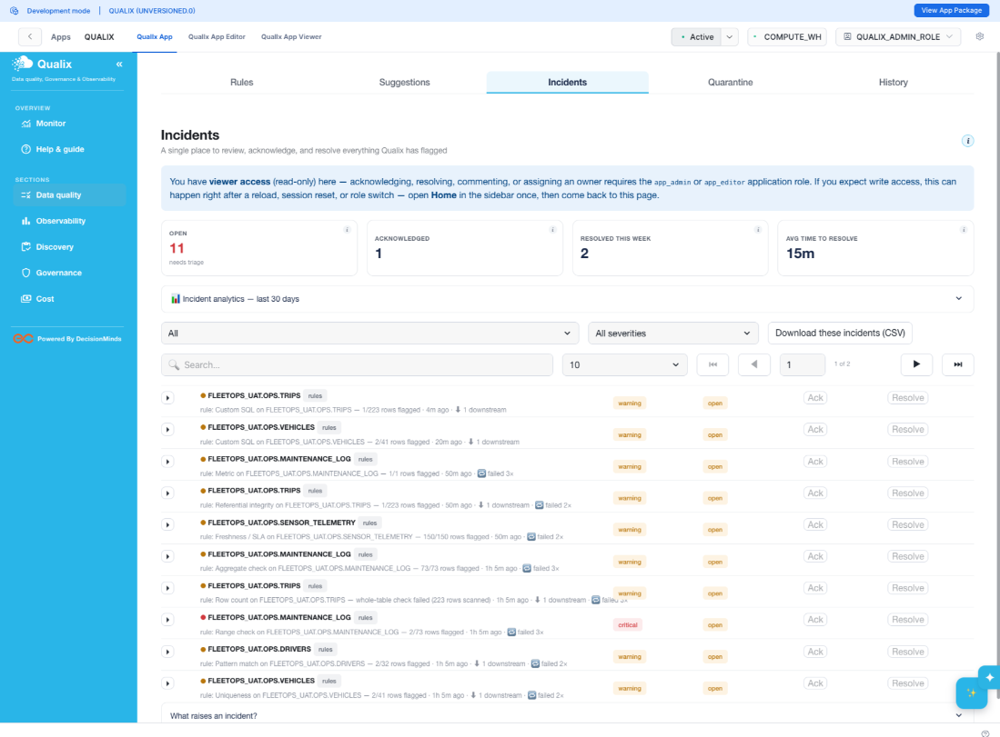 Development mode | QUALIX (UNVERSIONED.0)
View App Package
Apps QUALIX Qualix App Qualix App Editor Qualix App Viewer
Active COMPUTE_WH QUALIX_ADMIN_ROLE
Qualix
Data quality, Governance & Observability
OVERVIEW
Monitor
Help & guide
SECTIONS
Data quality
Observability
Discovery
Governance
Cost
Powered By DecisionMinds
Rules Suggestions Incidents Quarantine History
Incidents
A single place to review, acknowledge, and resolve everything Qualix has flagged
You have viewer access (read-only) here — acknowledging, resolving, commenting, or assigning an owner requires the app_admin or app_editor application role. If you expect write access, this can
happen right after a reload, session reset, or role switch — open Home in the sidebar once, then come back to this page.
OPEN
11
needs triage
ACKNOWLEDGED
1
RESOLVED THIS WEEK
2
AVG TIME TO RESOLVE
15m
Incident analytics — last 30 days
All All severities Download these incidents (CSV)
Search... 10 1 1 of 2
FLEETOPS_UAT.OPS.TRIPS rules
rule: Custom SQL on FLEETOPS_UAT.OPS.TRIPS — 1/223 rows flagged · 4m ago · ⬇ 1 downstream
warning open Ack Resolve
FLEETOPS_UAT.OPS.VEHICLES rules
rule: Custom SQL on FLEETOPS_UAT.OPS.VEHICLES — 2/41 rows flagged · 20m ago · ⬇ 1 downstream
warning open Ack Resolve
FLEETOPS_UAT.OPS.MAINTENANCE_LOG rules
rule: Metric on FLEETOPS_UAT.OPS.MAINTENANCE_LOG — 1/1 rows flagged · 50m ago · 🔁 failed 3×
warning open Ack Resolve
FLEETOPS_UAT.OPS.TRIPS rules
rule: Referential integrity on FLEETOPS_UAT.OPS.TRIPS — 1/223 rows flagged · 50m ago · ⬇ 1 downstream · 🔁 failed 2×
warning open Ack Resolve
FLEETOPS_UAT.OPS.SENSOR_TELEMETRY rules
rule: Freshness / SLA on FLEETOPS_UAT.OPS.SENSOR_TELEMETRY — 150/150 rows flagged · 50m ago · 🔁 failed 2×
warning open Ack Resolve
FLEETOPS_UAT.OPS.MAINTENANCE_LOG rules
rule: Aggregate check on FLEETOPS_UAT.OPS.MAINTENANCE_LOG — 73/73 rows flagged · 1h 5m ago · 🔁 failed 3×
warning open Ack Resolve
FLEETOPS_UAT.OPS.TRIPS rules
rule: Row count on FLEETOPS_UAT.OPS.TRIPS — whole-table check failed (223 rows scanned) · 1h 5m ago · ⬇ 1 downstream · 🔁 failed
warning open Ack Resolve
FLEETOPS_UAT.OPS.MAINTENANCE_LOG rules
rule: Range check on FLEETOPS_UAT.OPS.MAINTENANCE_LOG — 2/73 rows flagged · 1h 5m ago · 🔁 failed 3×
critical open Ack Resolve
FLEETOPS_UAT.OPS.DRIVERS rules
rule: Pattern match on FLEETOPS_UAT.OPS.DRIVERS — 2/32 rows flagged · 1h 5m ago · ⬇ 1 downstream · 🔁 failed 2×
warning open Ack Resolve
FLEETOPS_UAT.OPS.VEHICLES rules
rule: Uniqueness on FLEETOPS_UAT.OPS.VEHICLES — 2/41 rows flagged · 1h 5m ago · ⬇ 1 downstream · 🔁 failed 2×
warning open Ack Resolve
What raises an incident?